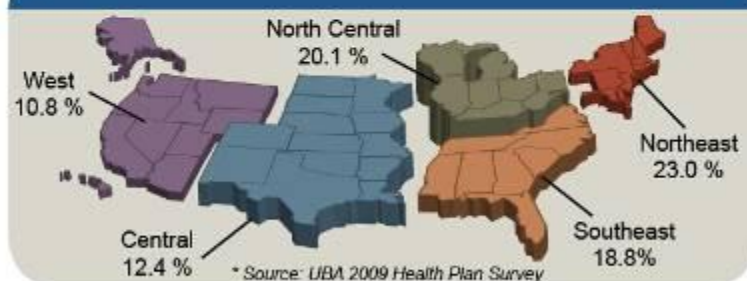 North Central
20.1 %
West
10.8 %
Northeast
23.0 %
Southeast
18.8%
Central
12.4 %
* Source: UBA 2009 Health Plan Survey